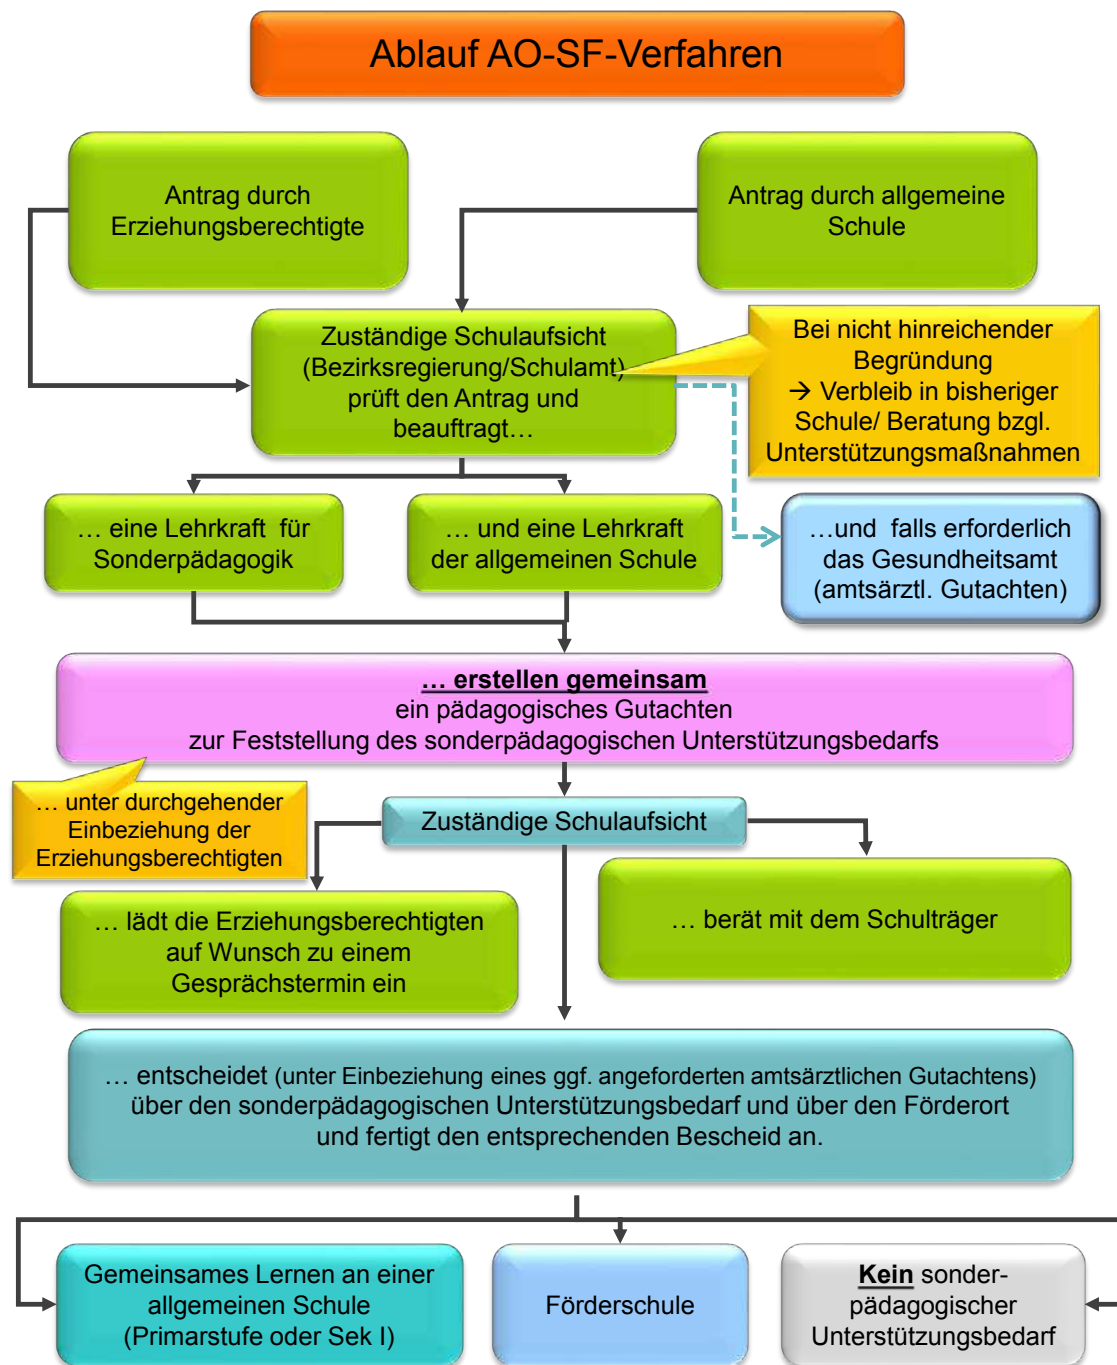 Ablauf AO-SF-Verfahren
Antrag durch
Erziehungsberechtigte
Antrag durch allgemeine
Schule
Zuständige Schulaufsicht
(Bezirksregierung/Schulamt)
prüft den Antrag und
beauftragt…
Bei nicht hinreichender
Begründung
→ Verbleib in bisheriger
Schule/ Beratung bzgl.
Unterstützungsmaßnahmen
… eine Lehrkraft für
Sonderpädagogik
… und eine Lehrkraft
der allgemeinen Schule
…und falls erforderlich
das Gesundheitsamt
(amtsärztl. Gutachten)
… erstellen gemeinsam
ein pädagogisches Gutachten
zur Feststellung des sonderpädagogischen Unterstützungsbedarfs
… unter durchgehender
Einbeziehung der
Erziehungsberechtigten
Zuständige Schulaufsicht
… lädt die Erziehungsberechtigten
auf Wunsch zu einem
Gesprächstermin ein
… berät mit dem Schulträger
… entscheidet (unter Einbeziehung eines ggf. angeforderten amtsärztlichen Gutachtens)
über den sonderpädagogischen Unterstützungsbedarf und über den Förderort
und fertigt den entsprechenden Bescheid an.
Gemeinsames Lernen an einer
allgemeinen Schule
(Primarstufe oder Sek I)
Förderschule
Kein sonder-
pädagogischer
Unterstützungsbedarf